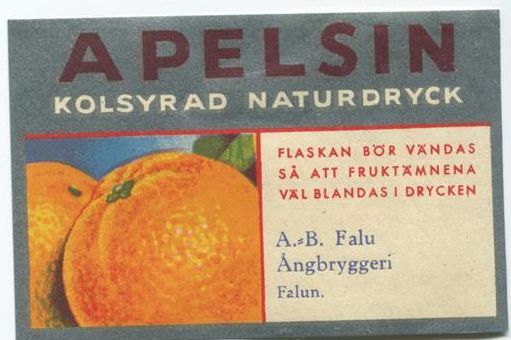 APELSIN
KOLSYRAD NATURDRYCK
FLASKAN BÖR VÄNDAS
SÅ ATT FRUKTÄMNENA
VÄL BLANDAS I DRYCKEN
A.-B. Falu
Ångbryggeri
Falun.